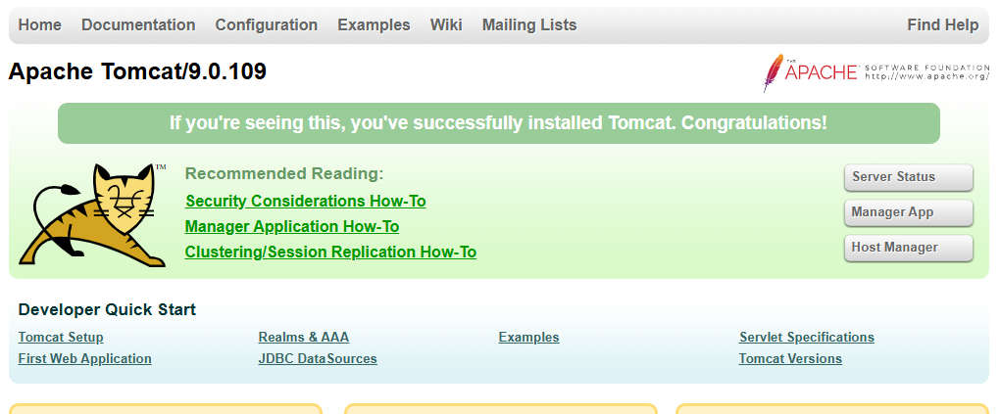 Home Documentation Configuration Examples Wiki Mailing Lists Find Help
Apache Tomcat/9.0.109
THE APACHE® SOFTWARE FOUNDATION
http://www.apache.org/
If you're seeing this, you've successfully installed Tomcat. Congratulations!
TM
Recommended Reading:
Security Considerations How-To
Manager Application How-To
Clustering/Session Replication How-To
Server Status
Manager App
Host Manager
Developer Quick Start
Tomcat Setup Realms & AAA Examples Servlet Specifications
First Web Application JDBC DataSources Tomcat Versions